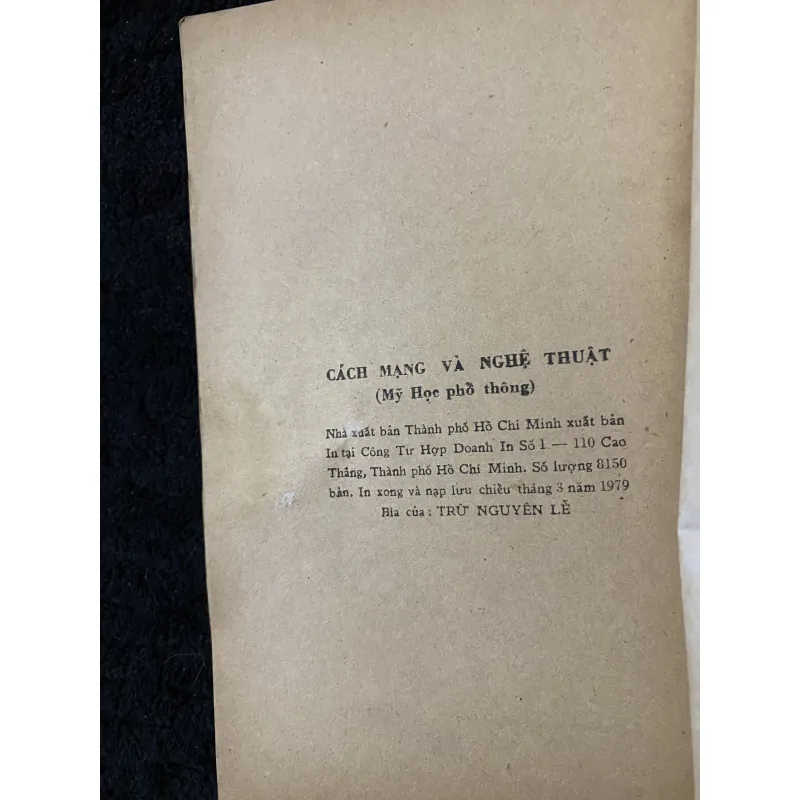 CÁCH MẠNG VÀ NGHỆ THUẬT
(Mỹ Học phổ thông)
Nhà xuất bản Thành phố Hồ Chí Minh xuất bản
In tại Công Tư Hợp Doanh In Số 1 — 110 Cao
Thắng, Thành phố Hồ Chí Minh. Số lượng 8150
bản. In xong và nạp lưu chiều tháng 3 năm 1979
Bìa của : TRỪ NGUYÊN LỄ